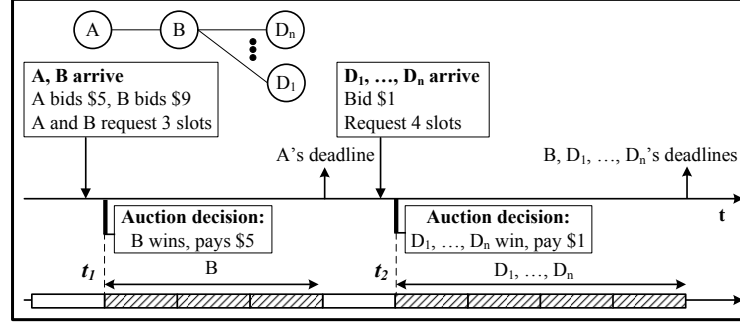 A
B
Dn
D1
A, B arrive
A bids $5, B bids $9
A and B request 3 slots
D1, …, Dn arrive
Bid $1
Request 4 slots
A's deadline
B, D1, …, Dn's deadlines
t
Auction decision:
B wins, pays $5
Auction decision:
D1, …, Dn win, pay $1
t1
B
t2
D1, …, Dn